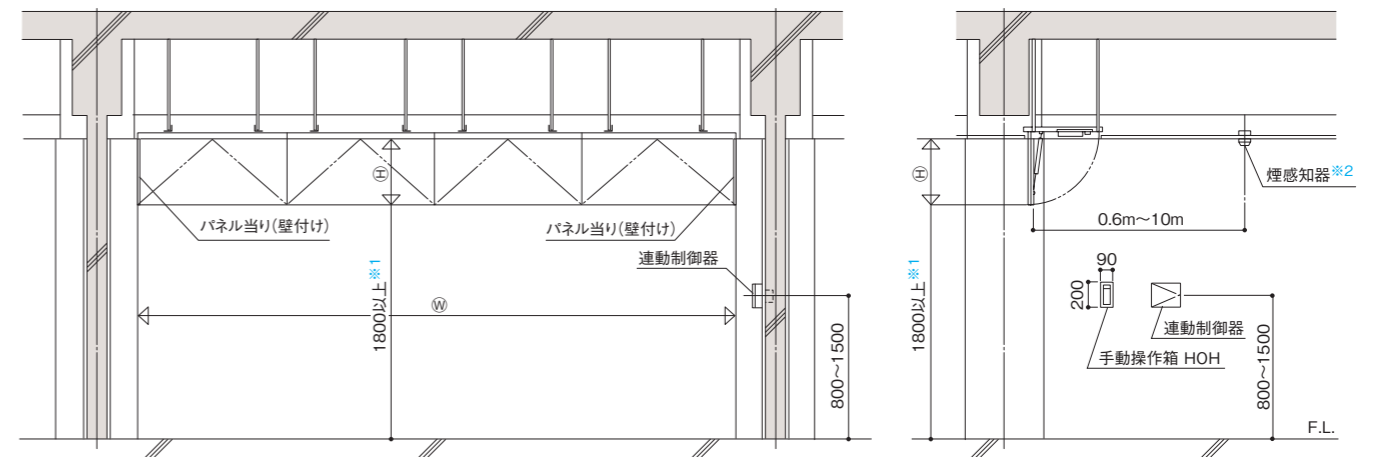 Ⓗ
パネル当り(壁付け)
パネル当り(壁付け)
連動制御器
1800以上※1
Ⓦ
800～1500
Ⓗ
煙感知器※2
0.6m～10m
1800以上※1
90
200
連動制御器
手動操作箱 HOH
800～1500
F.L.